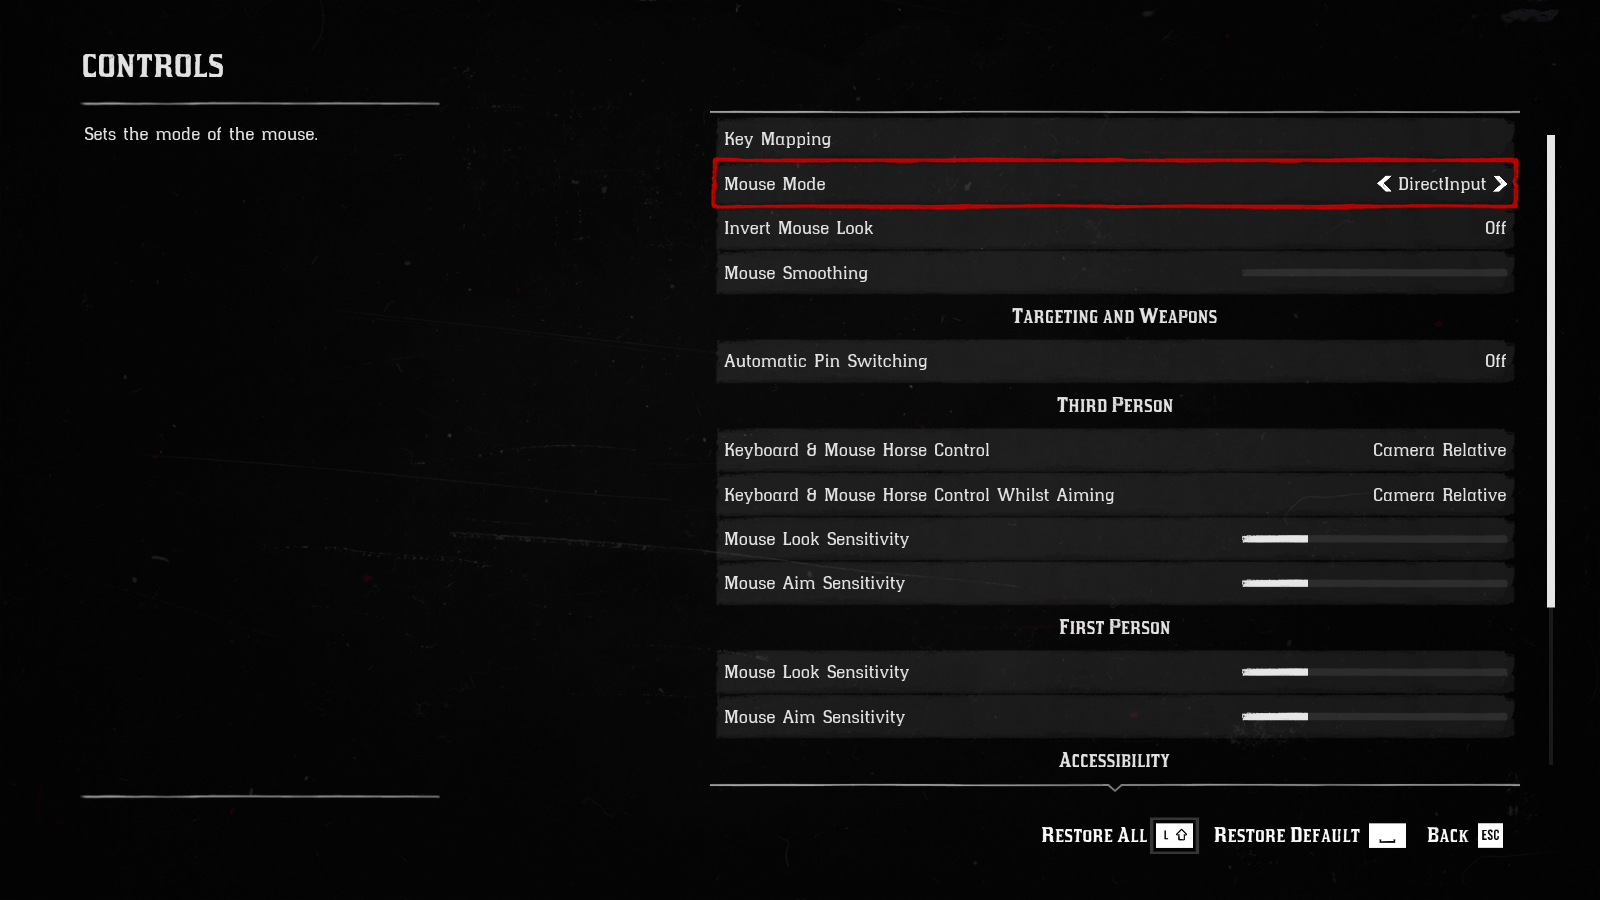 CONTROLS
Sets the mode of the mouse.
Key Mapping
Mouse Mode DirectInput
Invert Mouse Look Off
Mouse Smoothing
TARGETING AND WEAPONS
Automatic Pin Switching Off
THIRD PERSON
Keyboard & Mouse Horse Control Camera Relative
Keyboard & Mouse Horse Control Whilst Aiming Camera Relative
Mouse Look Sensitivity
Mouse Aim Sensitivity
FIRST PERSON
Mouse Look Sensitivity
Mouse Aim Sensitivity
ACCESSIBILITY
RESTORE ALL L RESTORE DEFAULT BACK ESC